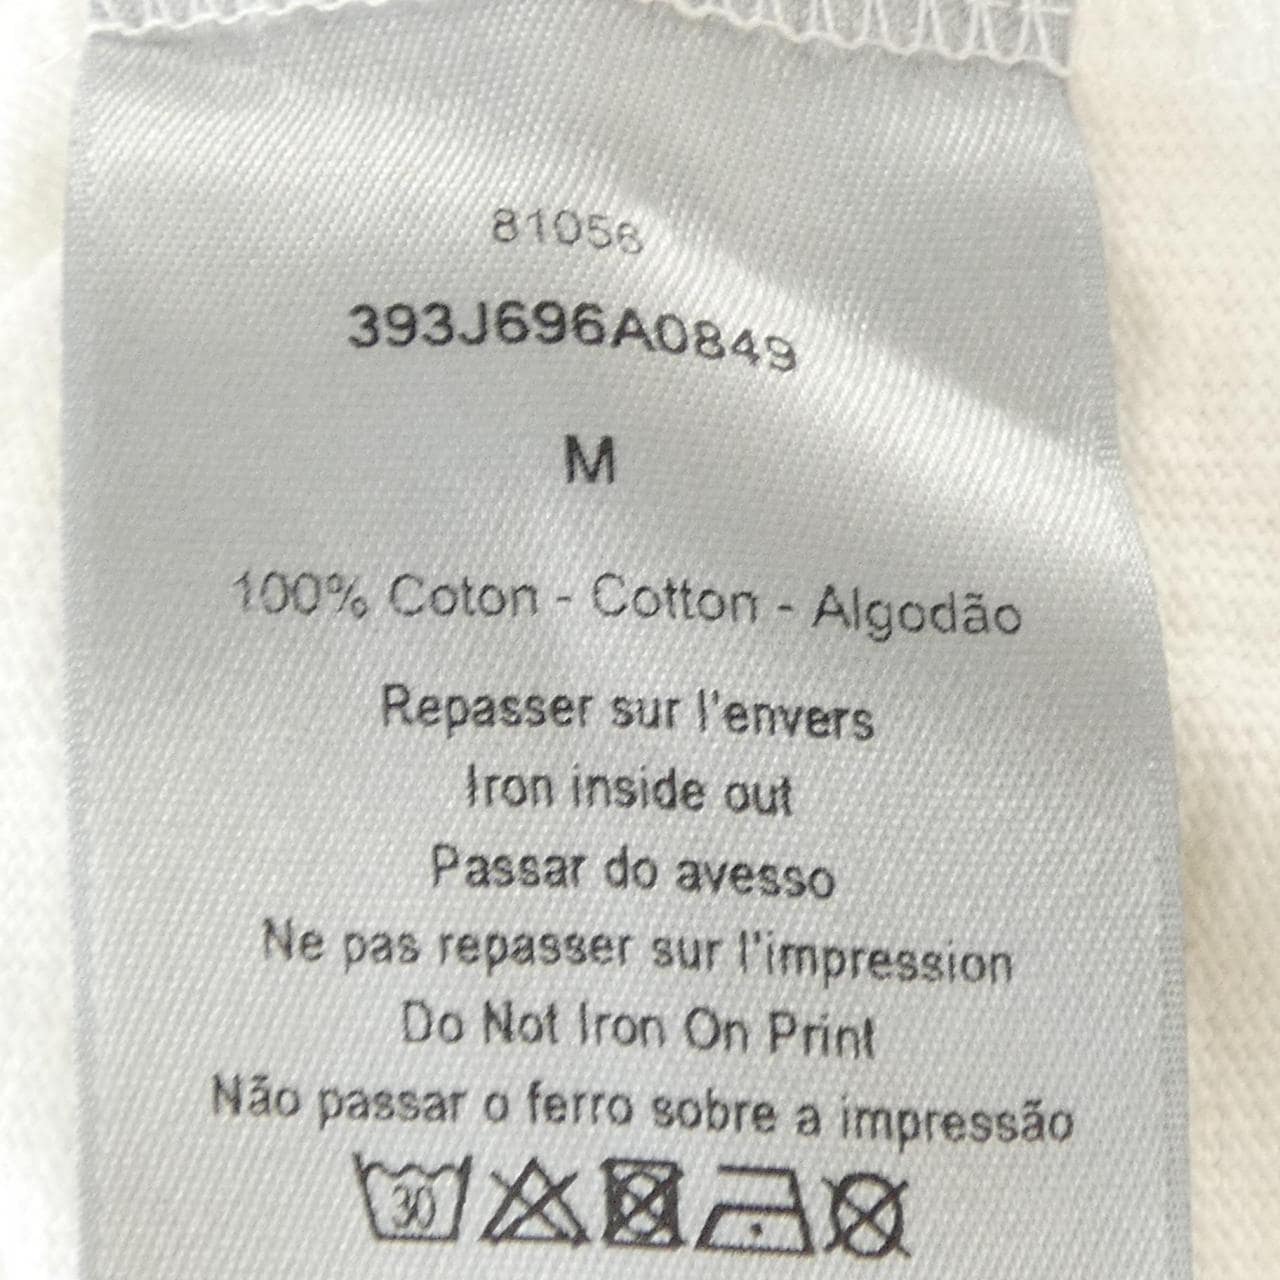 81056
393J696A0849
M
100% Coton - Cotton - Algodão
Repasser sur l'envers
Iron inside out
Passar do avesso
Ne pas repasser sur l'impression
Do Not Iron On Print
Não passar o ferro sobre a impressão
30